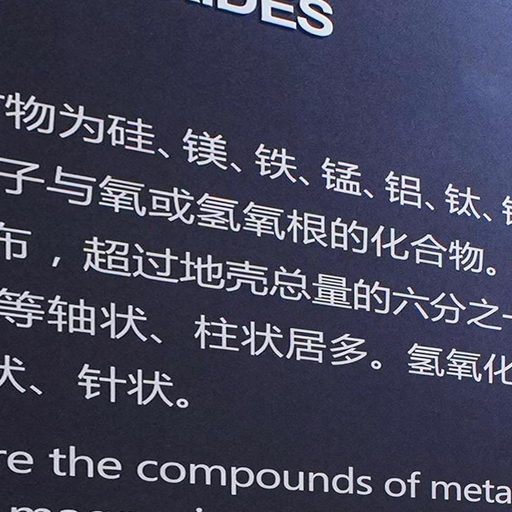 IDES
物为硅、镁、铁、锰、铝、钛、
子与氧或氢氧根的化合物。
布，超过地壳总量的六分之一
等轴状、柱状居多。氢氧化
状、针状。
re the compounds of meta